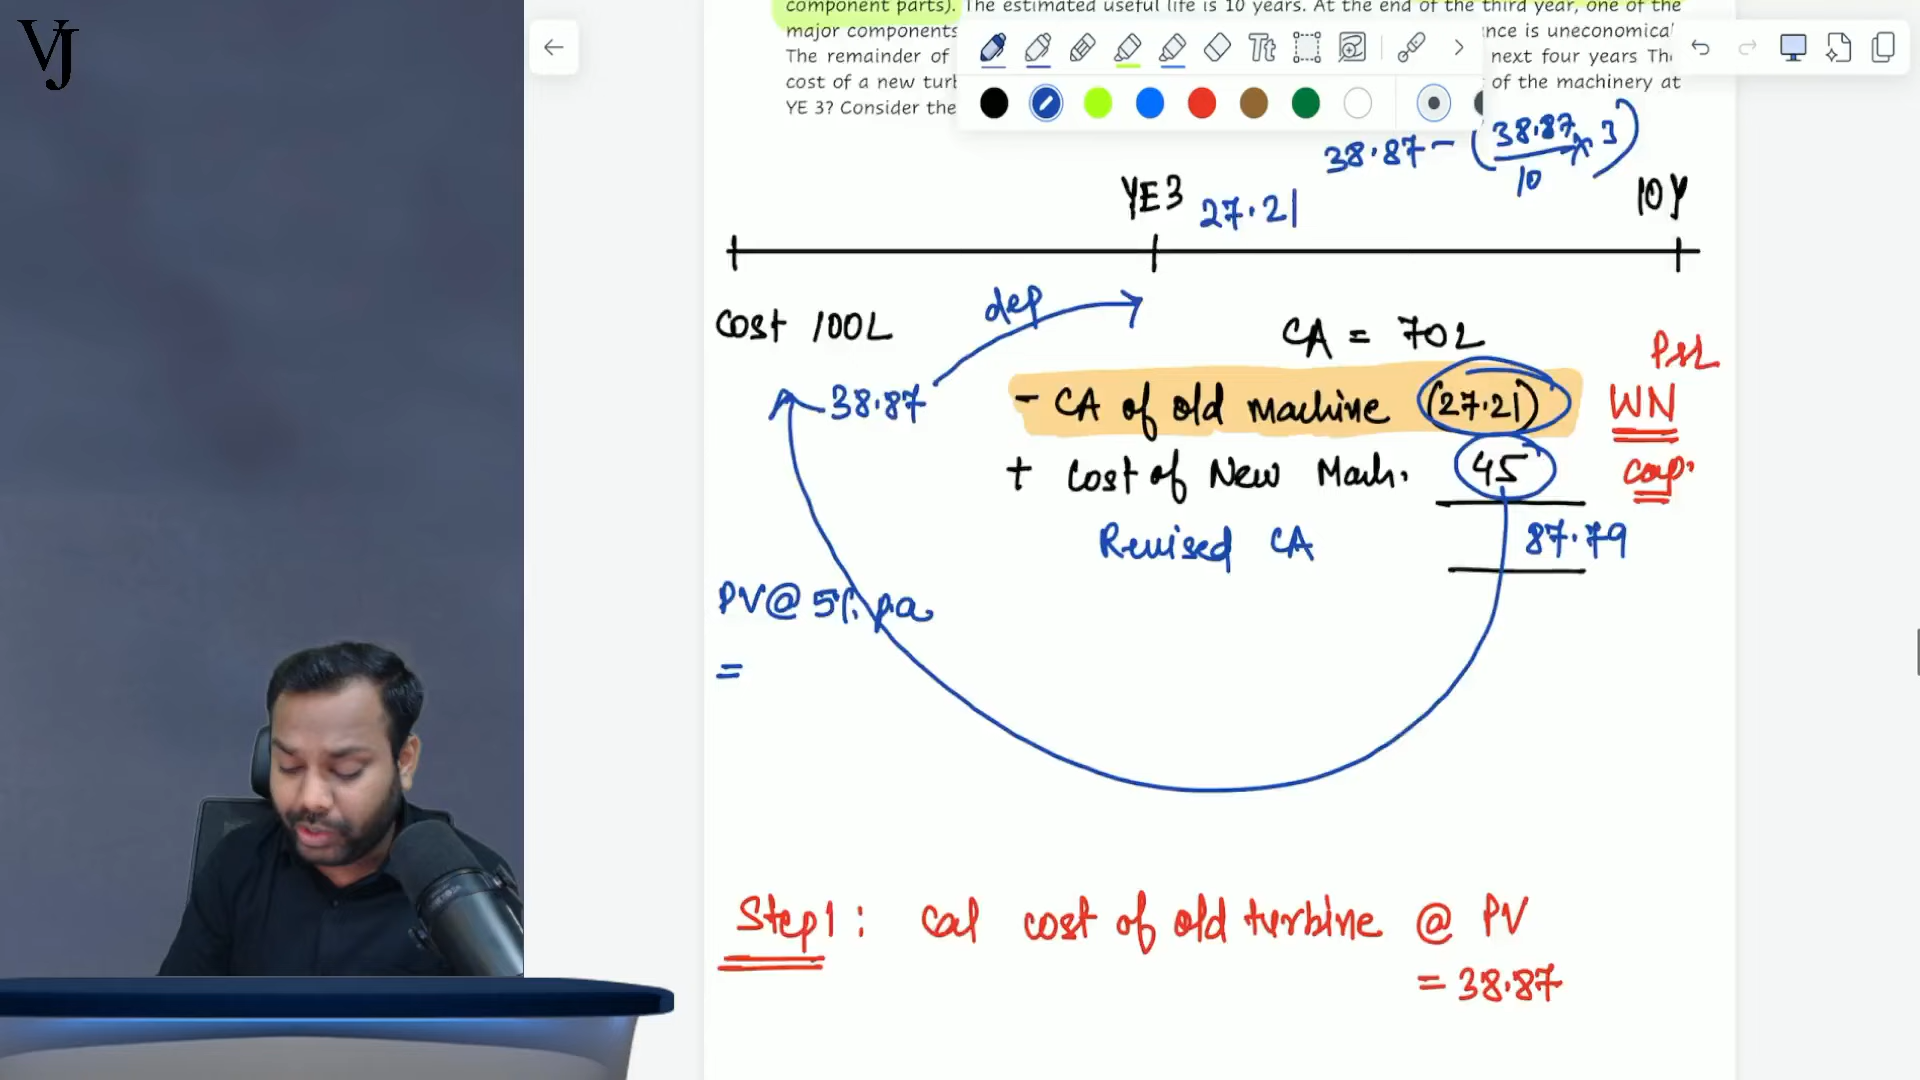 VJ
component parts). The estimated useful life is 10 years. At the end of the third year, one of the
major components
nce is uneconomical
The remainder of
next four years Th
cost of a new turb
of the machinery at
YE 3? Consider the
Tt
38.87 - (38.87/10 × 3)
YE3 27.21
10Y
dep
Cost 100L
CA = 70L
P&L
38.87
- CA of old Machine (27.21)
WN
+ Cost of New Mach. 45
cap.
Revised CA 87.79
PV@ 5% pa
=
Step1: Cal cost of old turbine @ PV
= 38.87